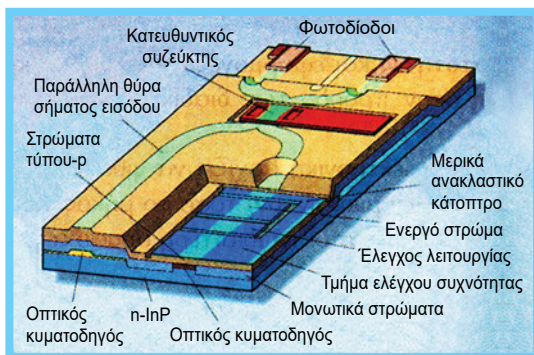 Κατευθυντικός
συζεύκτης
Φωτοδίοδοι
Παράλληλη θύρα
σήματος εισόδου
Στρώματα
τύπου-p
Μερικά
ανακλαστικό
κάτοπτρο
Ενεργό στρώμα
Έλεγχος λειτουργίας
Τμήμα ελέγχου συχνότητας
Μονωτικά στρώματα
Οπτικός
κυματοδηγός
n-InP
Οπτικός κυματοδηγός